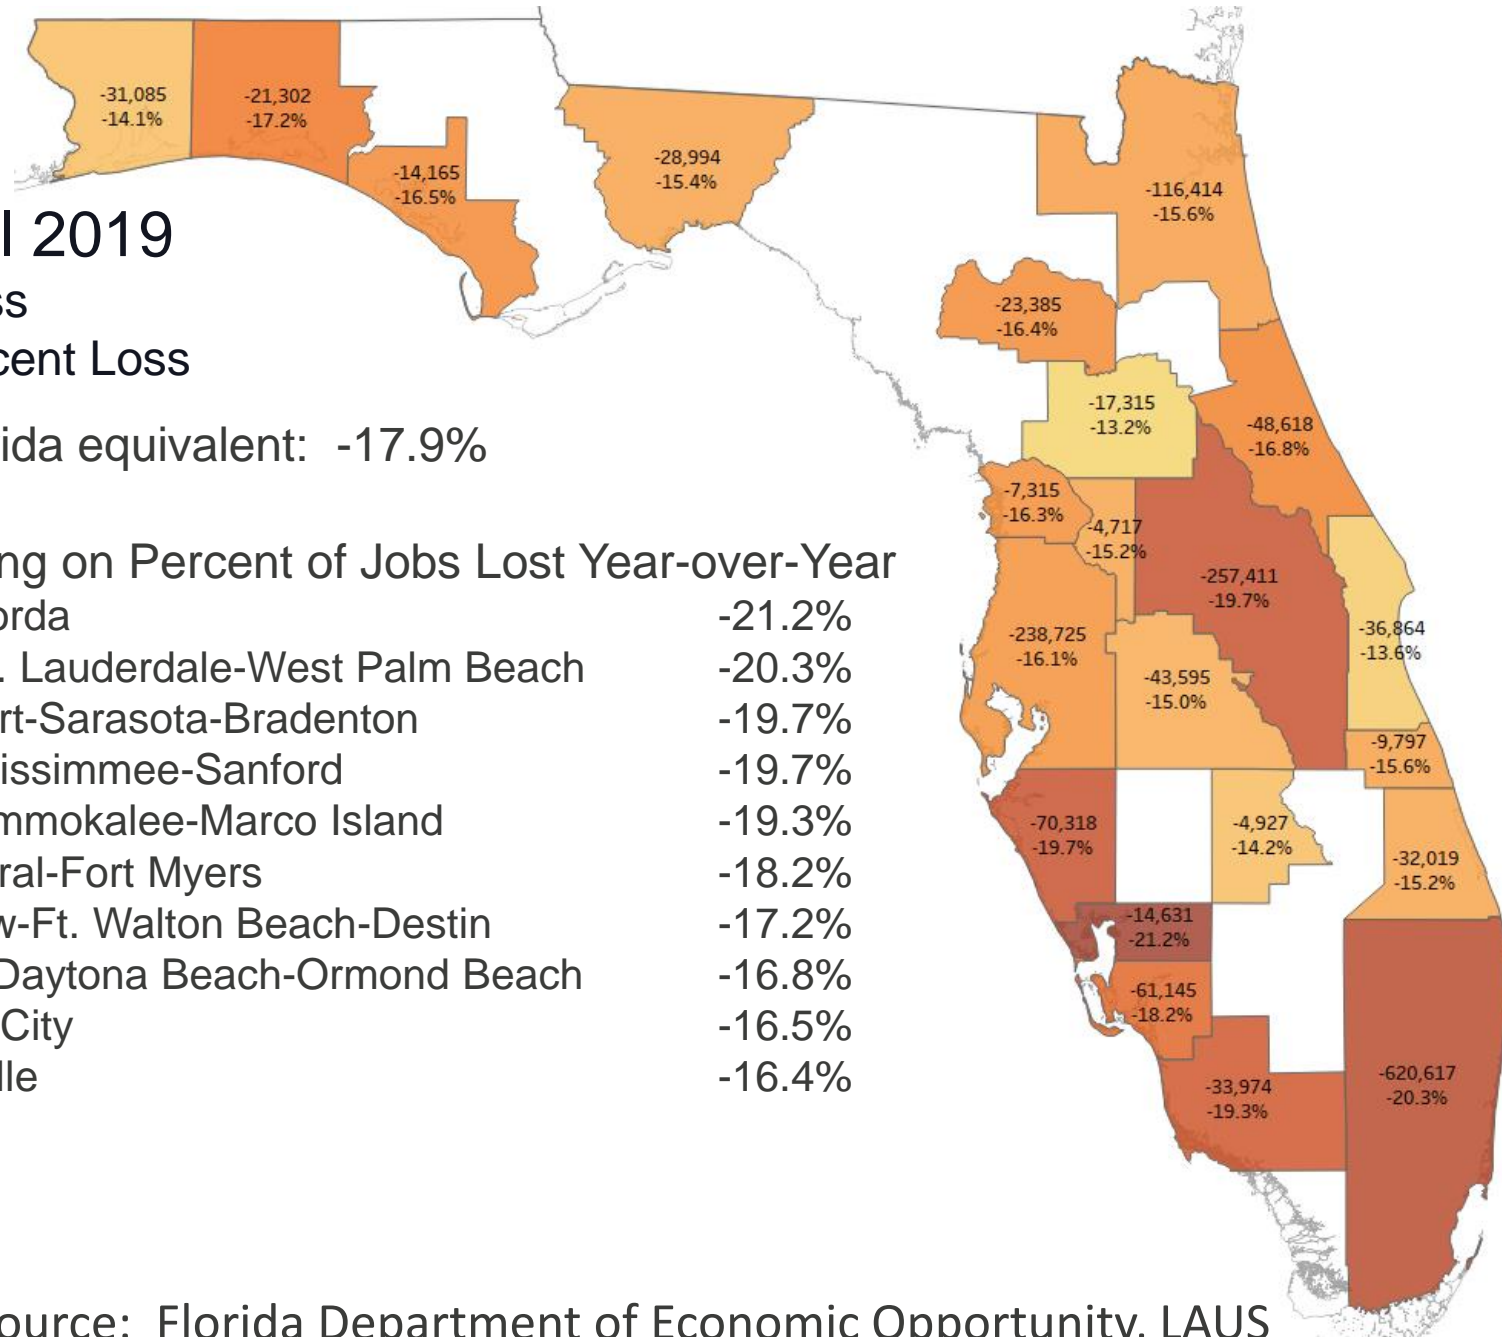 -31,085
-14.1%
-21,302
-17.2%
-14,165
-16.5%
-28,994
-15.4%
-116,414
-15.6%
l 2019
ss
cent Loss
ida equivalent: -17.9%
ng on Percent of Jobs Lost Year-over-Year
orda -21.2%
. Lauderdale-West Palm Beach -20.3%
rt-Sarasota-Bradenton -19.7%
issimmee-Sanford -19.7%
mmokalee-Marco Island -19.3%
ral-Fort Myers -18.2%
w-Ft. Walton Beach-Destin -17.2%
Daytona Beach-Ormond Beach -16.8%
City -16.5%
lle -16.4%
-23,385
-16.4%
-17,315
-13.2%
-48,618
-16.8%
-7,315
-16.3%
-4,717
-15.2%
-257,411
-19.7%
-238,725
-16.1%
-36,864
-13.6%
-43,595
-15.0%
-9,797
-15.6%
-70,318
-19.7%
-4,927
-14.2%
-32,019
-15.2%
-14,631
-21.2%
-61,145
-18.2%
-33,974
-19.3%
-620,617
-20.3%
ource: Florida Department of Economic Opportunity, LAUS